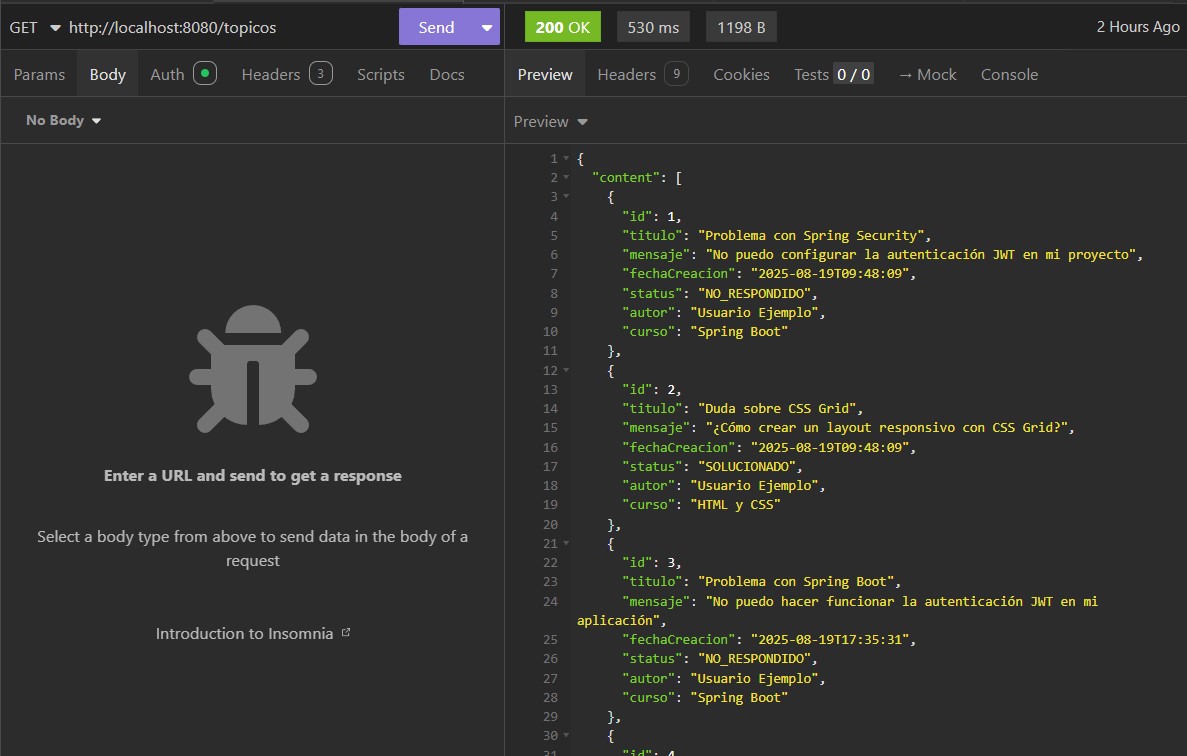 GET http://localhost:8080/topicos Send 200 OK 530 ms 1198 B 2 Hours Ago
Params Body Auth Headers 3 Scripts Docs
Preview Headers 9 Cookies Tests 0 / 0 → Mock Console
No Body
Preview
Enter a URL and send to get a response
Select a body type from above to send data in the body of a
request
Introduction to Insomnia
1 {
2 "content": [
3 {
4 "id": 1,
5 "titulo": "Problema con Spring Security",
6 "mensaje": "No puedo configurar la autenticación JWT en mi proyecto",
7 "fechaCreacion": "2025-08-19T09:48:09",
8 "status": "NO_RESPONDIDO",
9 "autor": "Usuario Ejemplo",
10 "curso": "Spring Boot"
11 },
12 {
13 "id": 2,
14 "titulo": "Duda sobre CSS Grid",
15 "mensaje": "¿Cómo crear un layout responsivo con CSS Grid?",
16 "fechaCreacion": "2025-08-19T09:48:09",
17 "status": "SOLUCIONADO",
18 "autor": "Usuario Ejemplo",
19 "curso": "HTML y CSS"
20 },
21 {
22 "id": 3,
23 "titulo": "Problema con Spring Boot",
24 "mensaje": "No puedo hacer funcionar la autenticación JWT en mi
aplicación",
25 "fechaCreacion": "2025-08-19T17:35:31",
26 "status": "NO_RESPONDIDO",
27 "autor": "Usuario Ejemplo",
28 "curso": "Spring Boot"
29 },
30 {
31 "id": 4